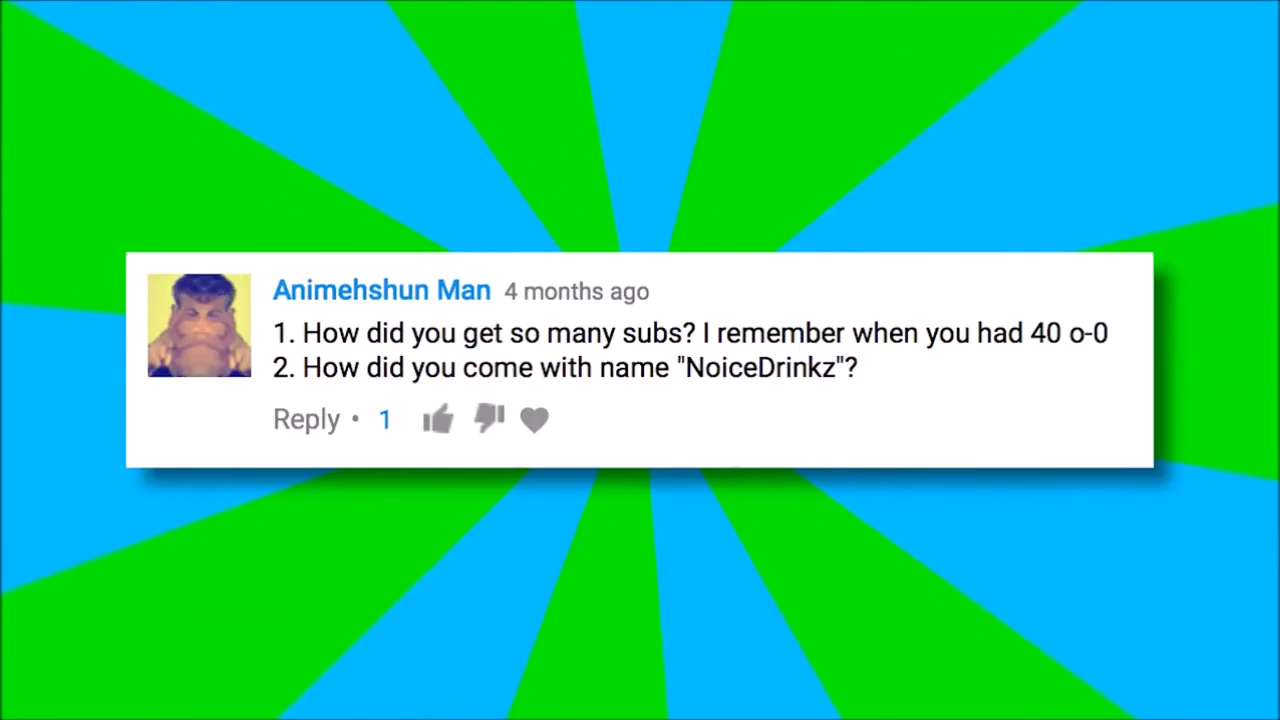 Animehshun Man 4 months ago
1. How did you get so many subs? I remember when you had 40 o-0
2. How did you come with name "NoiceDrinkz"?
Reply • 1